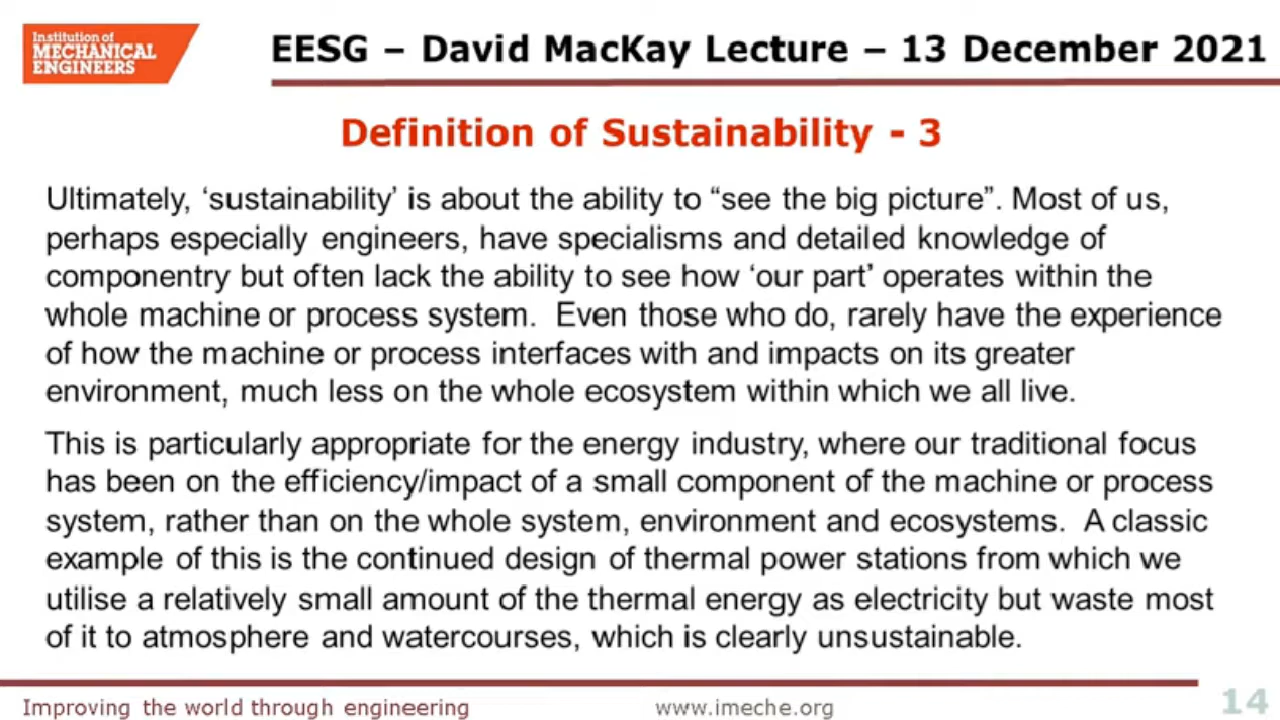 Institution of
MECHANICAL
ENGINEERS
EESG – David MacKay Lecture – 13 December 2021
Definition of Sustainability - 3
Ultimately, ‘sustainability’ is about the ability to “see the big picture”. Most of us,
perhaps especially engineers, have specialisms and detailed knowledge of
componentry but often lack the ability to see how ‘our part’ operates within the
whole machine or process system. Even those who do, rarely have the experience
of how the machine or process interfaces with and impacts on its greater
environment, much less on the whole ecosystem within which we all live.
This is particularly appropriate for the energy industry, where our traditional focus
has been on the efficiency/impact of a small component of the machine or process
system, rather than on the whole system, environment and ecosystems. A classic
example of this is the continued design of thermal power stations from which we
utilise a relatively small amount of the thermal energy as electricity but waste most
of it to atmosphere and watercourses, which is clearly unsustainable.
Improving the world through engineering
www.imeche.org
14